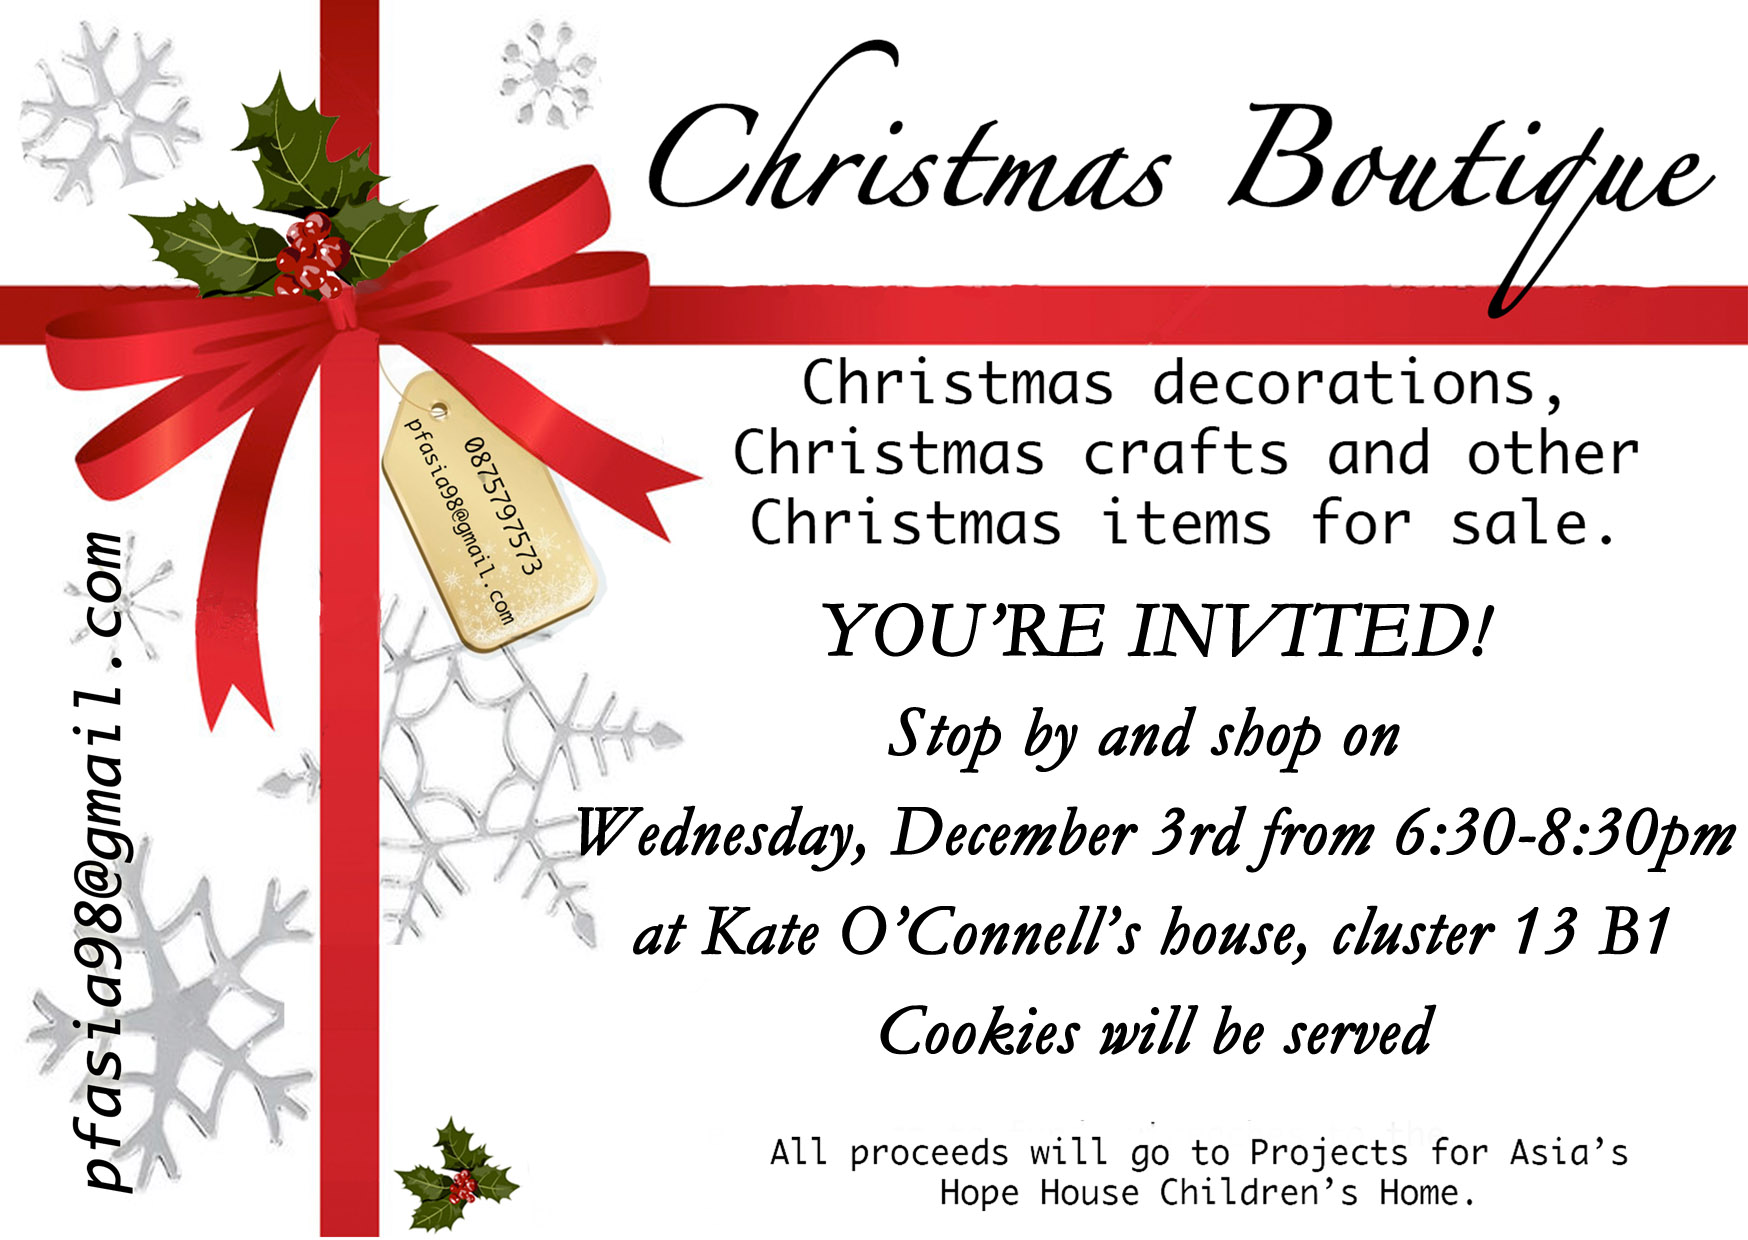 Christmas Boutique
Christmas decorations,
Christmas crafts and other
Christmas items for sale.
0875797573
pfasia98@gmail.com
YOU'RE INVITED!
Stop by and shop on
Wednesday, December 3rd from 6:30-8:30pm
at Kate O'Connell's house, cluster 13 B1
Cookies will be served
All proceeds will go to Projects for Asia's
Hope House Children's Home.
pfasia98@gmail.com